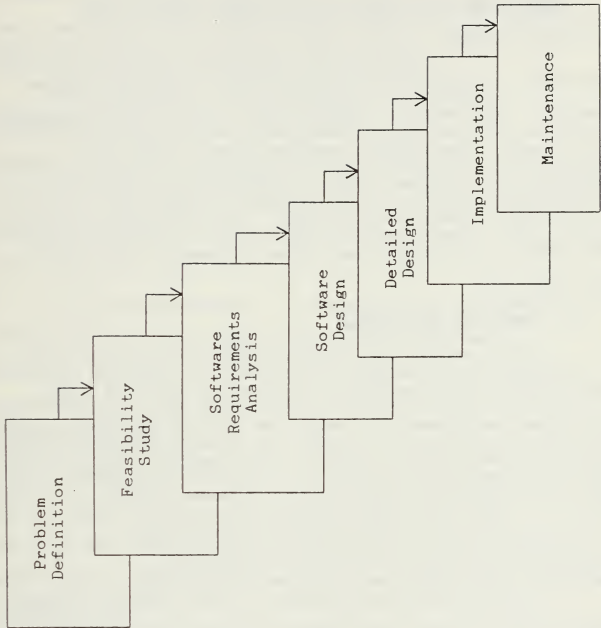 Problem
Definition
Feasibility
Study
Software
Requirements
Analysis
Software
Design
Detailed
Design
Implementation
Maintenance